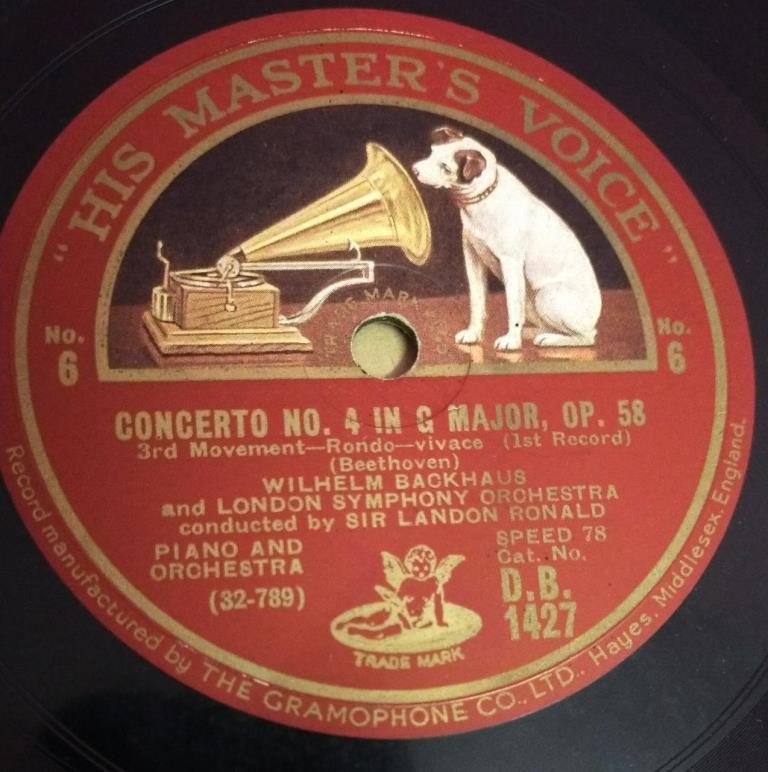 "HIS MASTER'S VOICE"
TRADE MARK
No.
6
No.
6
CONCERTO NO. 4 IN G MAJOR, OP. 58
3rd Movement—Rondo—vivace (1st Record)
(Beethoven)
WILHELM BACKHAUS
and LONDON SYMPHONY ORCHESTRA
conducted by SIR LANDON RONALD
PIANO AND
ORCHESTRA
(32-789)
SPEED 78
Cat. No.
D.B.
1427
TRADE MARK
Record manufactured by THE GRAMOPHONE CO., LTD., Hayes, Middlesex, England.